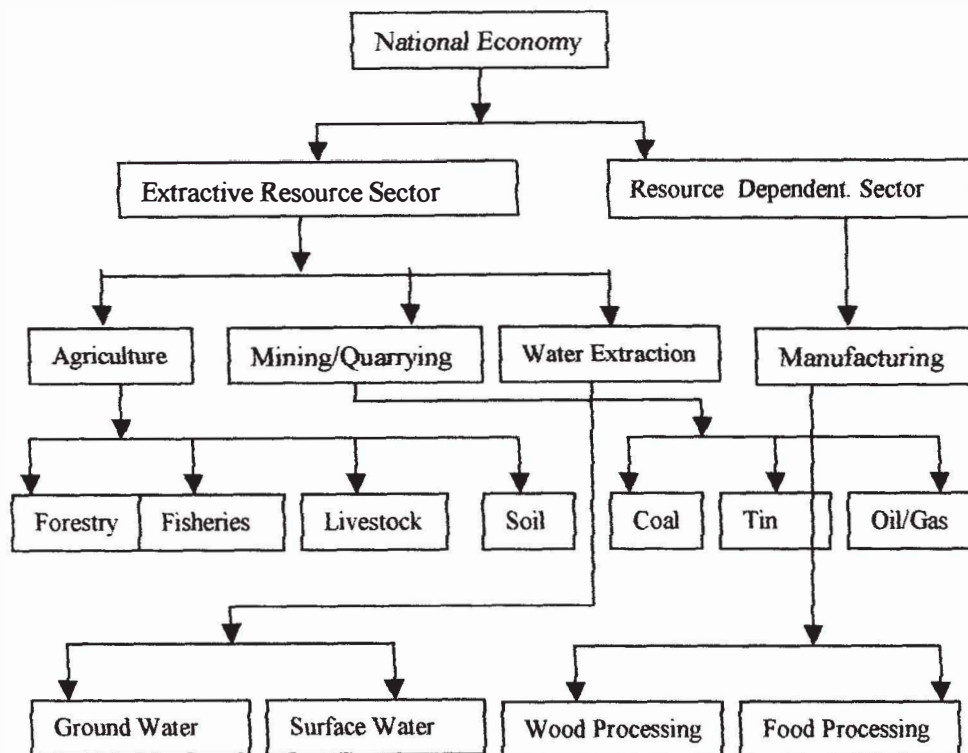 National Economy
Extractive Resource Sector
Resource Dependent. Sector
Agriculture
Mining/Quarrying
Water Extraction
Manufacturing
Forestry
Fisheries
Livestock
Soil
Coal
Tin
Oil/Gas
Ground Water
Surface Water
Wood Processing
Food Processing